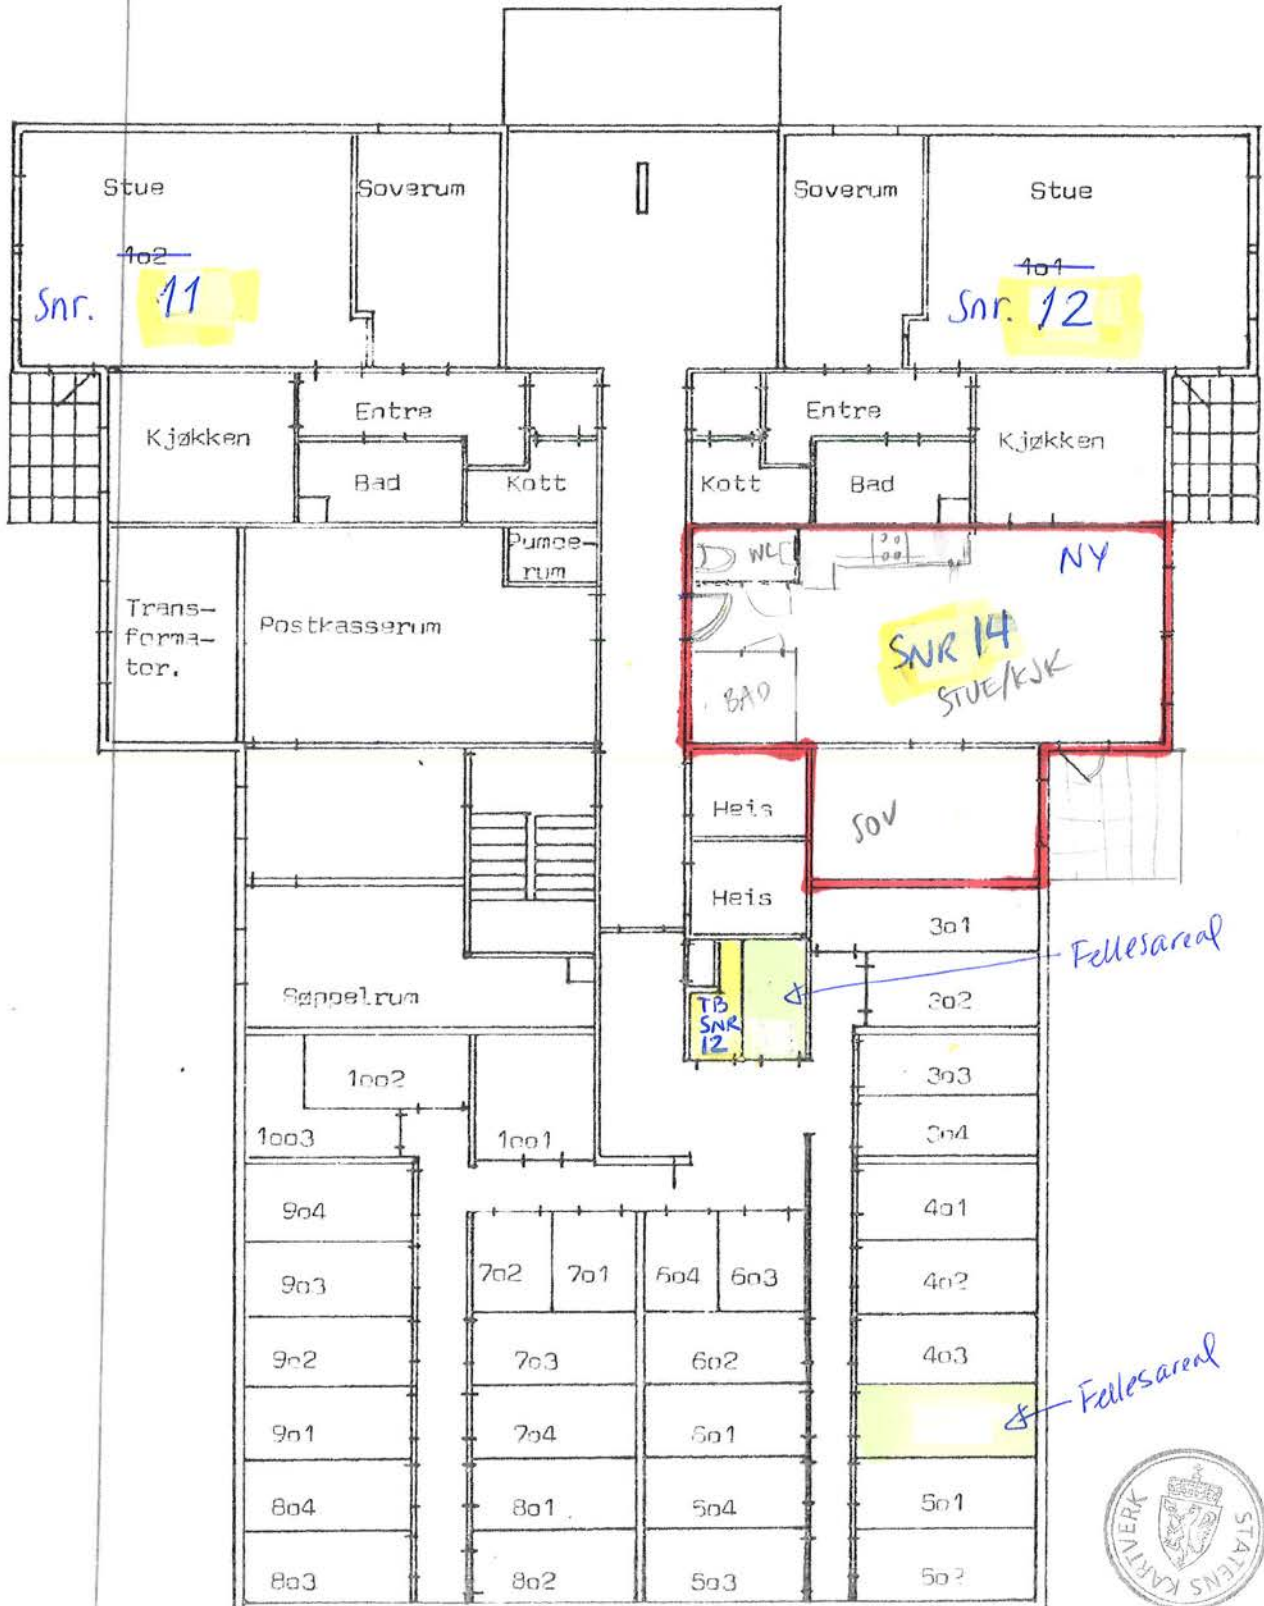 Stue
Soverum
Soverum
Stue
1o2
1o1
Snr. 11
Snr. 12
Entre
Entre
Kjøkken
Kjøkken
Bad
Kott
Kott
Bad
Pumpe-
rum
WC
NY
Trans-
forma-
tor.
Postkasserum
SNR 14
STUE/KJK
BAD
Heis
SOV
Heis
3o1
Fellesareal
Søppelrum
TB
SNR
12
3o2
1oo2
3o3
1oo3
1oo1
3o4
9o4
4o1
7o2
7o1
6o4
6o3
9o3
4o2
9o2
7o3
6o2
4o3
Fellesareal
9o1
7o4
6o1
8o4
8o1
5o4
5o1
8o3
8o2
5o3
5o2
STATENS KARTVERK